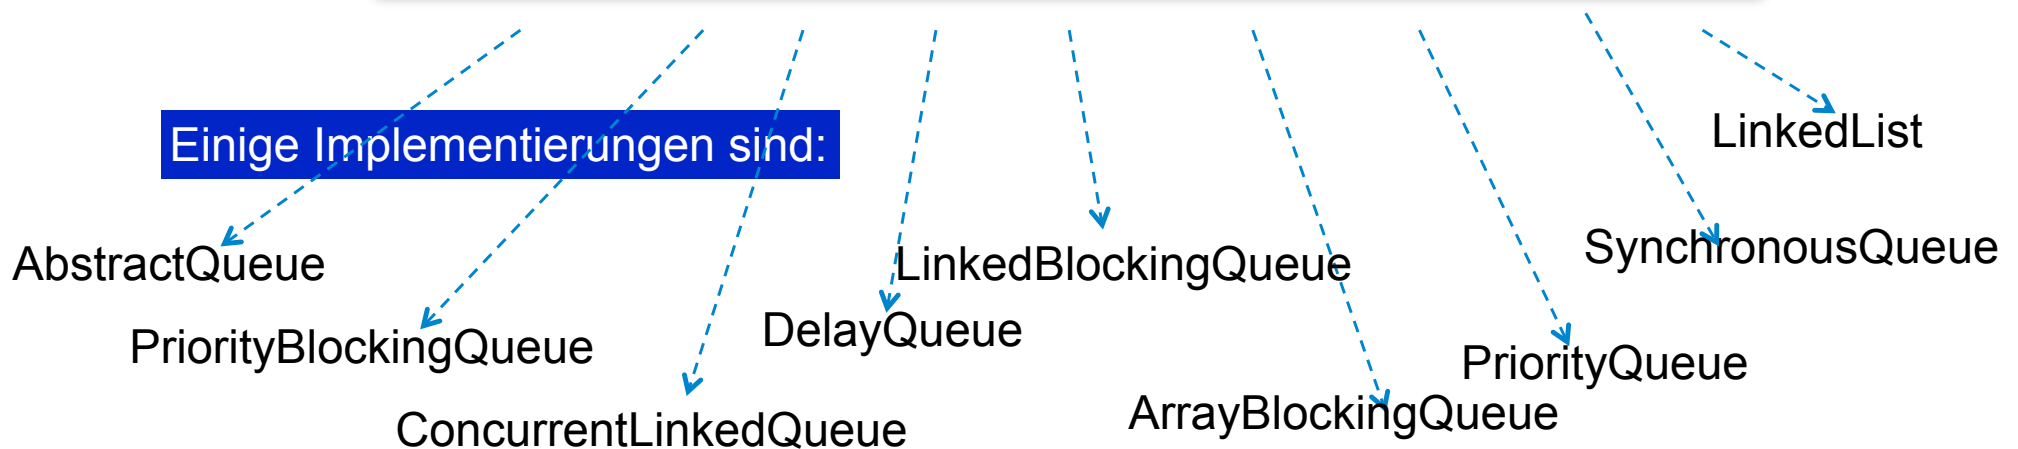 Einige Implementierungen sind:
LinkedList
AbstractQueue
LinkedBlockingQueue
SynchronousQueue
PriorityBlockingQueue
DelayQueue
PriorityQueue
ConcurrentLinkedQueue
ArrayBlockingQueue